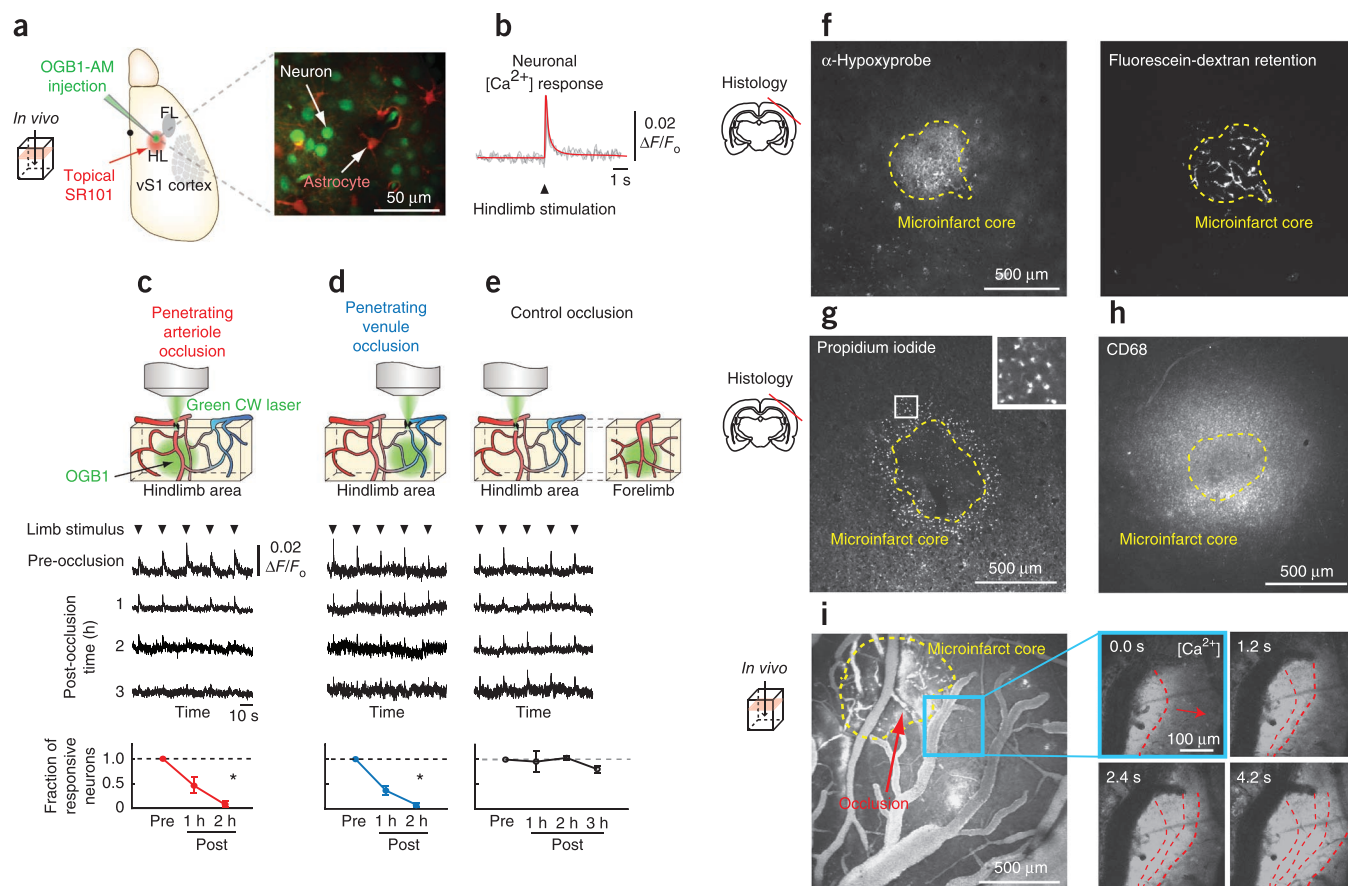 a
OGB1-AM
injection
In vivo
FL
HL
Topical
SR101
vS1 cortex
Neuron
Astrocyte
50 μm
b
Neuronal
[Ca2+] response
0.02
ΔF/Fo
1 s
Hindlimb stimulation
c
Penetrating
arteriole
occlusion
Green CW laser
OGB1
Hindlimb area
d
Penetrating
venule
occlusion
Hindlimb area
e
Control occlusion
Hindlimb area
Forelimb
Limb stimulus
Pre-occlusion
0.02
ΔF/Fo
Post-occlusion
time (h)
1
2
3
Time
10 s
Time
Time
Fraction of
responsive
neurons
1.0
0.5
0
*
Pre 1 h 2 h
Post
*
Pre 1 h 2 h
Post
Pre 1 h 2 h 3 h
Post
f
Histology
α-Hypoxyprobe
Microinfarct core
500 μm
Fluorescein-dextran retention
Microinfarct core
500 μm
g
Histology
Propidium iodide
Microinfarct core
500 μm
h
CD68
Microinfarct core
500 μm
i
In vivo
Microinfarct core
Occlusion
500 μm
0.0 s
[Ca2+]
100 μm
1.2 s
2.4 s
4.2 s